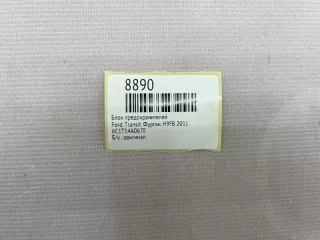 8890
Блок предохранителей
Ford.Transit.Фургон.H9FB 2011
6C1T14A067E
Б/у. оригинал.